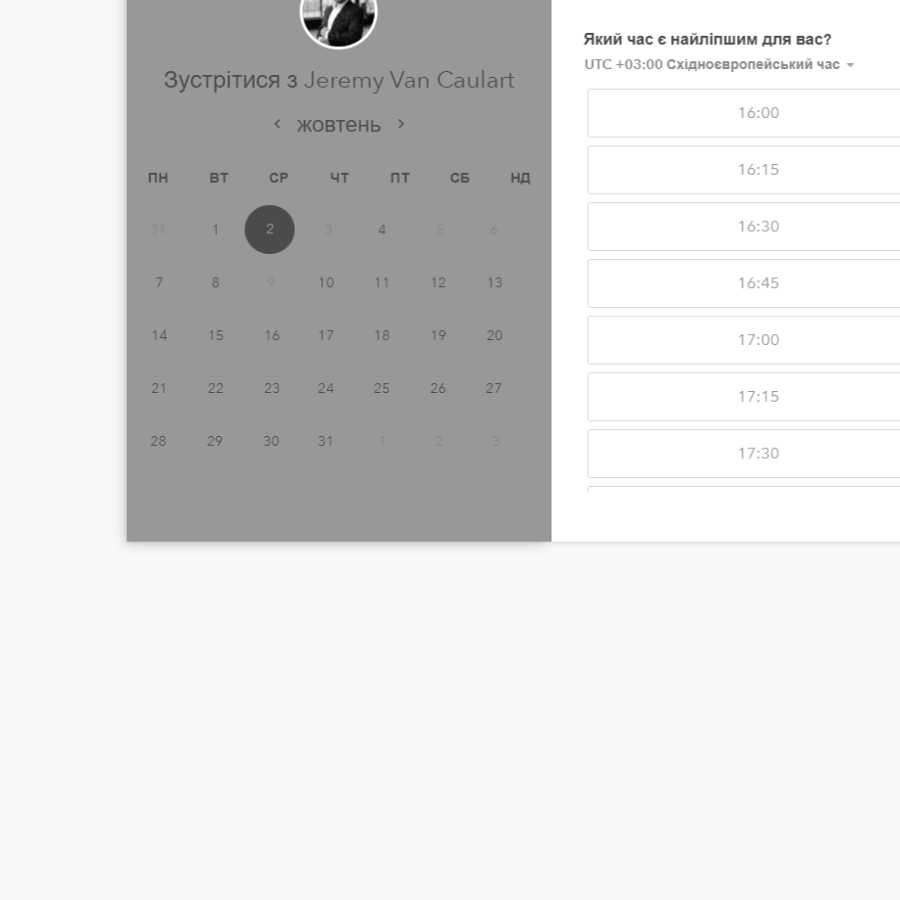 Зустрітися з Jeremy Van Caulart
жовтень
ПН ВТ СР ЧТ ПТ СБ НД
31 1 2 3 4 5 6
7 8 9 10 11 12 13
14 15 16 17 18 19 20
21 22 23 24 25 26 27
28 29 30 31 1 2 3
Який час є найліпшим для вас?
UTC +03:00 Східноєвропейський час
16:00
16:15
16:30
16:45
17:00
17:15
17:30